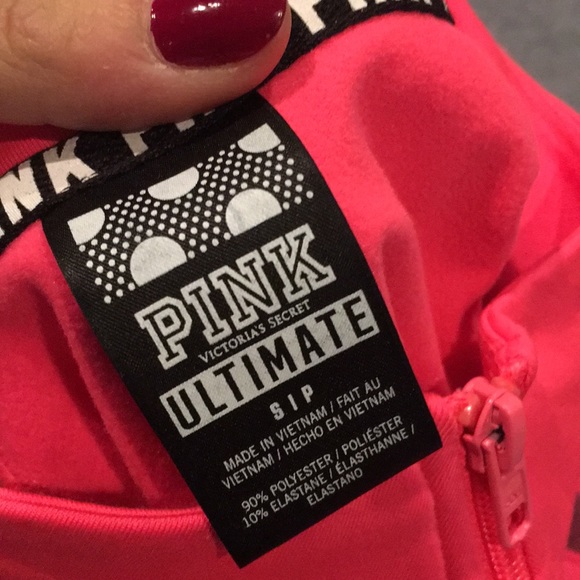 PINK
VICTORIA'S SECRET
ULTIMATE
S | P
MADE IN VIETNAM / FAIT AU
VIETNAM / HECHO EN VIETNAM
90% POLYESTER / POLIÉSTER
10% ELASTANE / ÉLASTHANNE /
ELASTANO